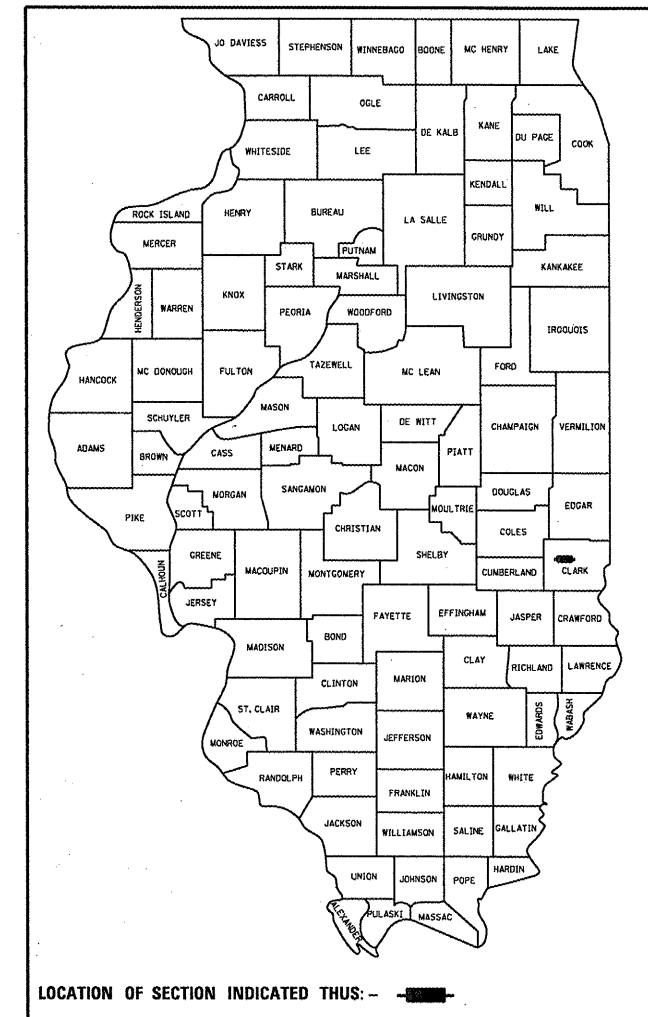 JO DAVIESS STEPHENSON WINNEBAGO BOONE MC HENRY LAKE
CARROLL OGLE DE KALB KANE DU PAGE COOK
WHITESIDE LEE
KENDALL WILL
ROCK ISLAND HENRY BUREAU LA SALLE GRUNDY
MERCER PUTNAM
STARK MARSHALL KANKAKEE
HENDERSON WARREN KNOX PEORIA WOODFORD LIVINGSTON IROQUOIS
HANCOCK MC DONOUGH FULTON TAZEWELL MC LEAN FORD
SCHUYLER MASON LOGAN DE WITT CHAMPAIGN VERMILION
ADAMS BROWN CASS MENARD MACON PIATT
PIKE SCOTT MORGAN SANGAMON CHRISTIAN MOULTRIE DOUGLAS EDGAR
COLES
CALHOUN GREENE MACOUPIN MONTGOMERY SHELBY CUMBERLAND CLARK
JERSEY FAYETTE EFFINGHAM JASPER CRAWFORD
MADISON BOND
CLINTON MARION CLAY RICHLAND LAWRENCE
ST. CLAIR WASHINGTON JEFFERSON WAYNE EDWARDS WABASH
MONROE
RANDOLPH PERRY FRANKLIN HAMILTON WHITE
JACKSON WILLIAMSON SALINE GALLATIN
UNION JOHNSON POPE HARDIN
ALEXANDER PULASKI MASSAC
LOCATION OF SECTION INDICATED THUS: –